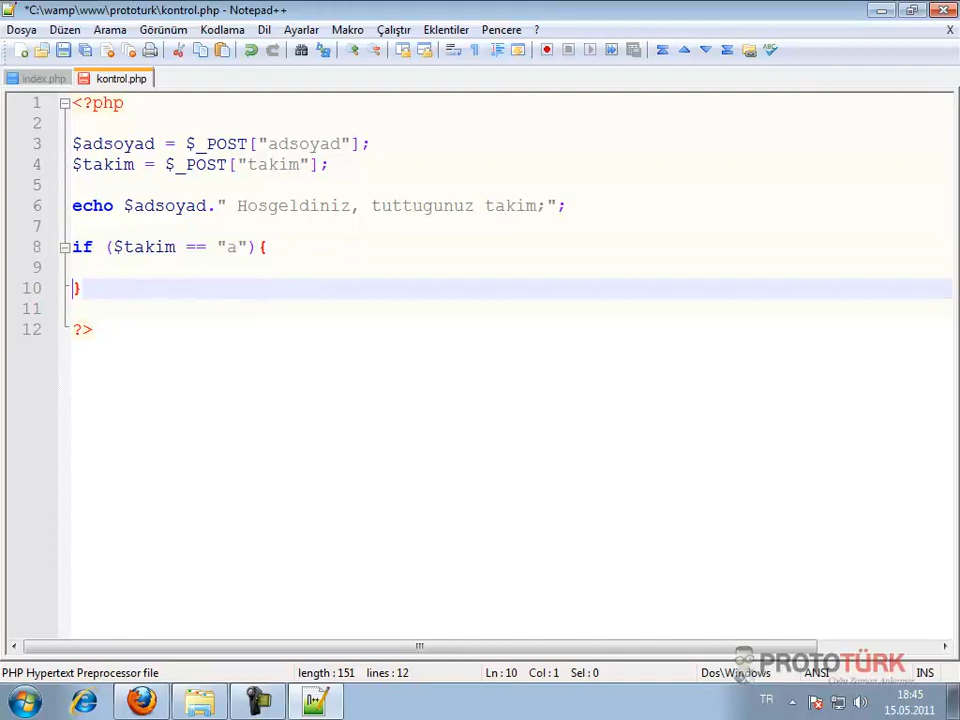 *C:\wamp\www\prototurk\kontrol.php - Notepad++
Dosya Düzen Arama Görünüm Kodlama Dil Ayarlar Makro Çalıştır Eklentiler Pencere ? X
index.php kontrol.php
1 <?php
2
3 $adsoyad = $_POST["adsoyad"];
4 $takim = $_POST["takim"];
5
6 echo $adsoyad." Hosgeldiniz, tuttugunuz takim;";
7
8 if ($takim == "a"){
9
10 }
11
12 ?>
PHP Hypertext Preprocessor file length : 151 lines : 12 Ln : 10 Col : 1 Sel : 0 Dos\Windows ANSI INS
PROTOTÜRK
Çoğu Zaman Anlamaz
TR 18:45
15.05.2011